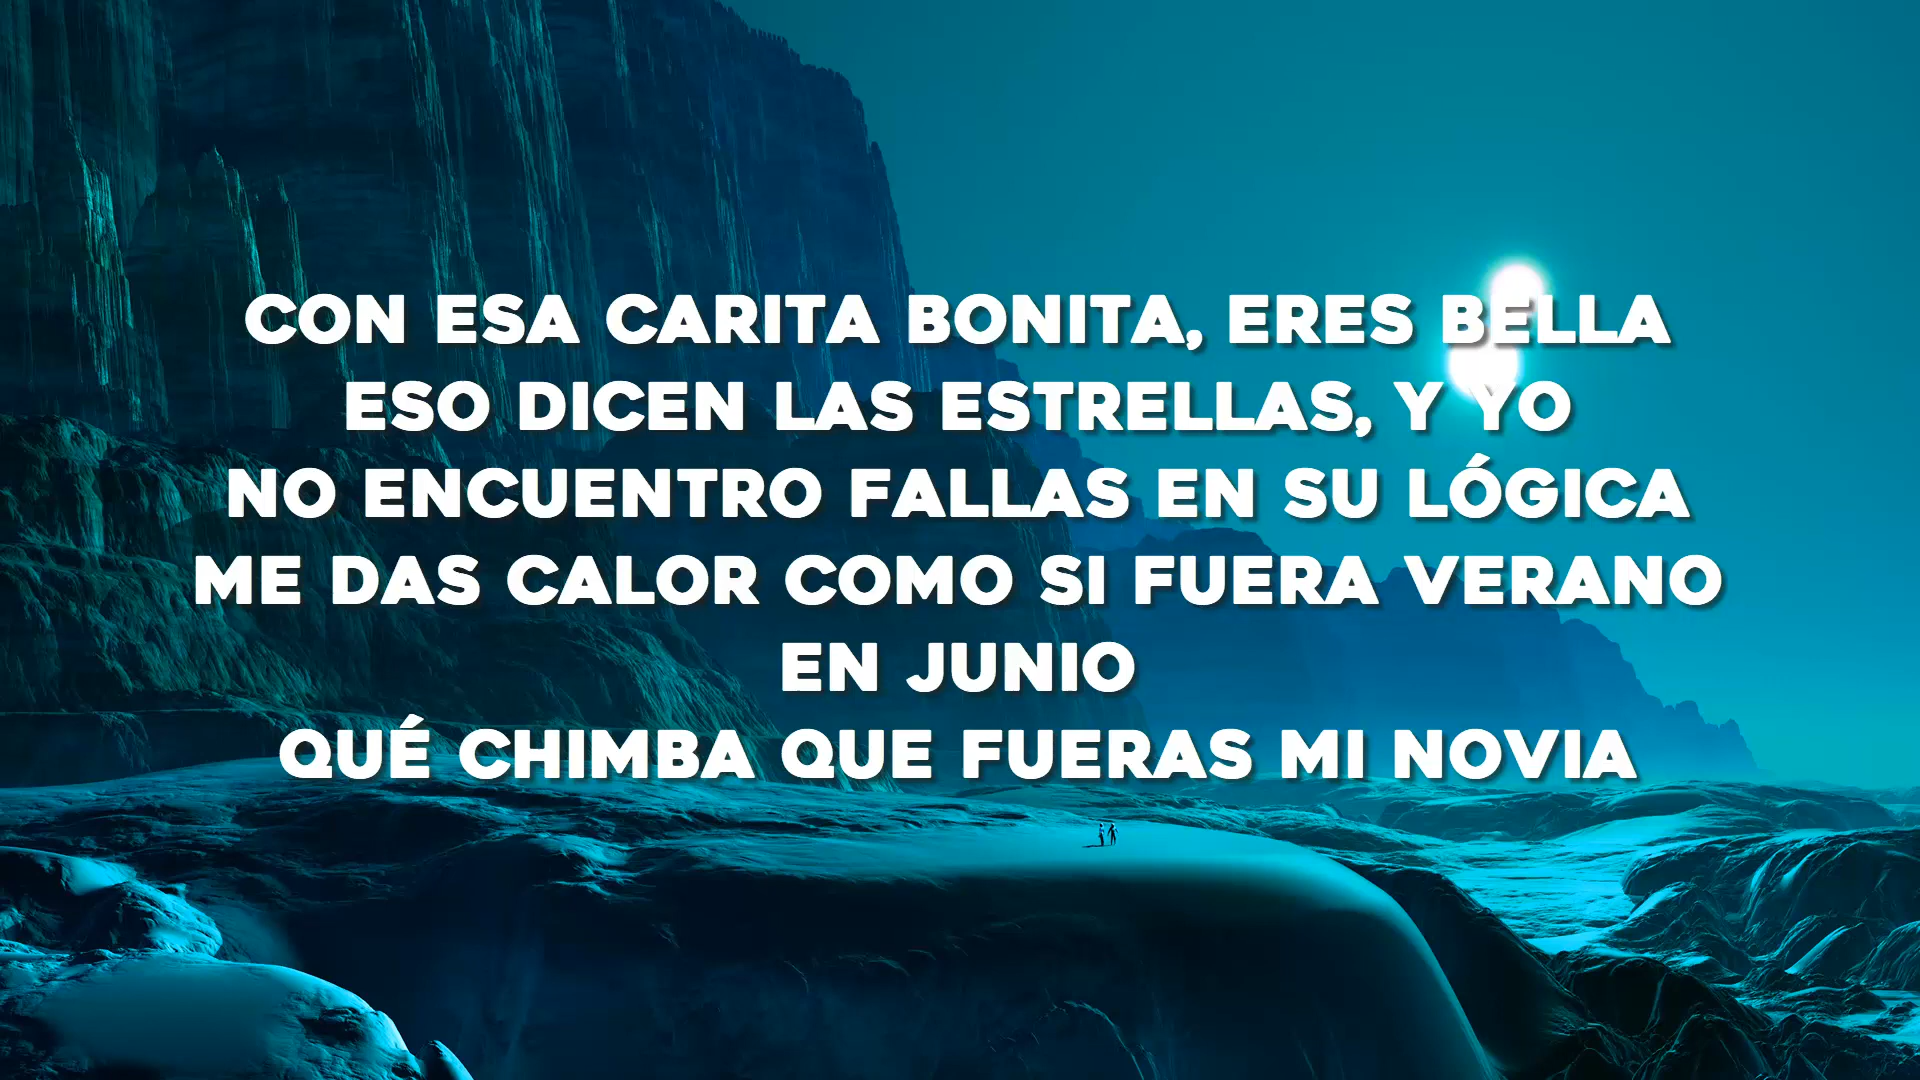 CON ESA CARITA BONITA, ERES BELLA
ESO DICEN LAS ESTRELLAS, Y YO
NO ENCUENTRO FALLAS EN SU LÓGICA
ME DAS CALOR COMO SI FUERA VERANO
EN JUNIO
QUÉ CHIMBA QUE FUERAS MI NOVIA